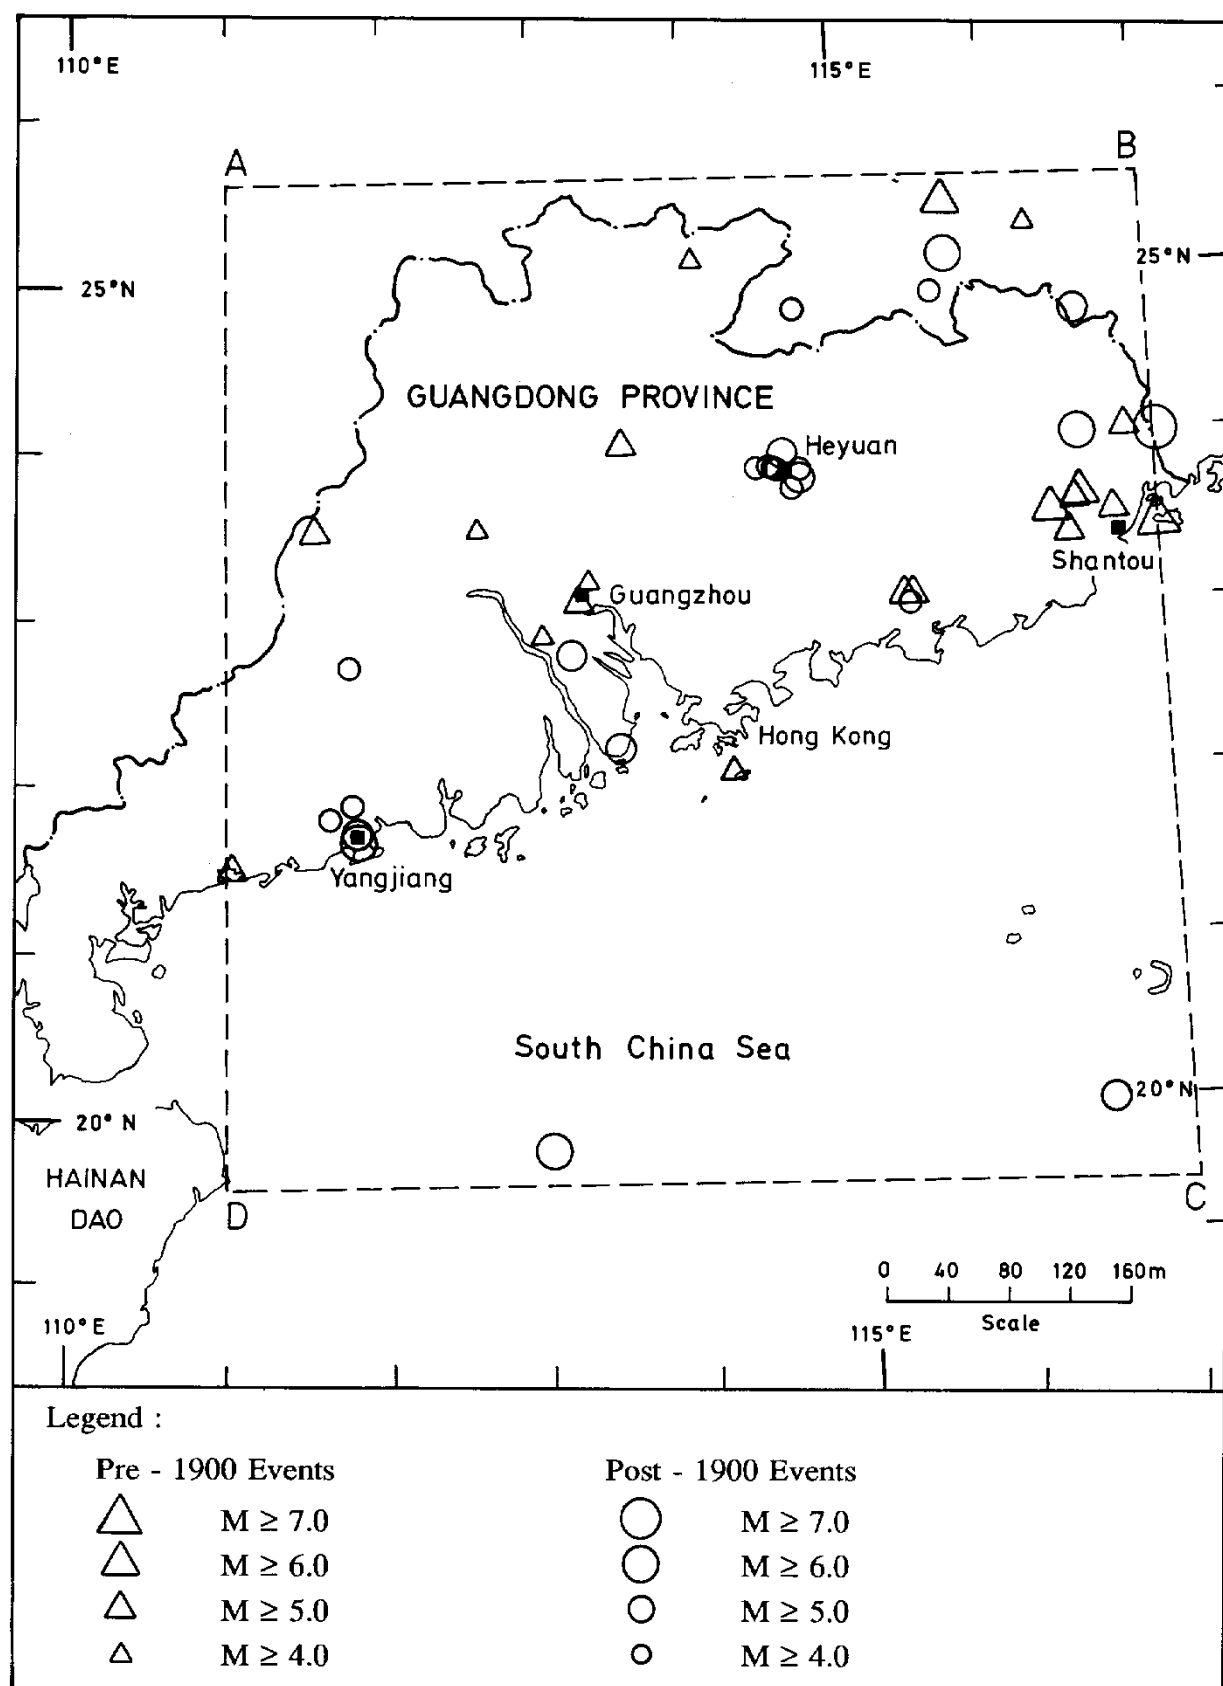 110°E
115°E
A
B
25°N
25°N
GUANGDONG PROVINCE
Heyuan
Shantou
Guangzhou
Hong Kong
Yangjiang
South China Sea
20°N
20°N
HAINAN
DAO
D
C
0 40 80 120 160m
Scale
110°E
115°E
Legend :
Pre - 1900 Events Post - 1900 Events
M ≥ 7.0 M ≥ 7.0
M ≥ 6.0 M ≥ 6.0
M ≥ 5.0 M ≥ 5.0
M ≥ 4.0 M ≥ 4.0